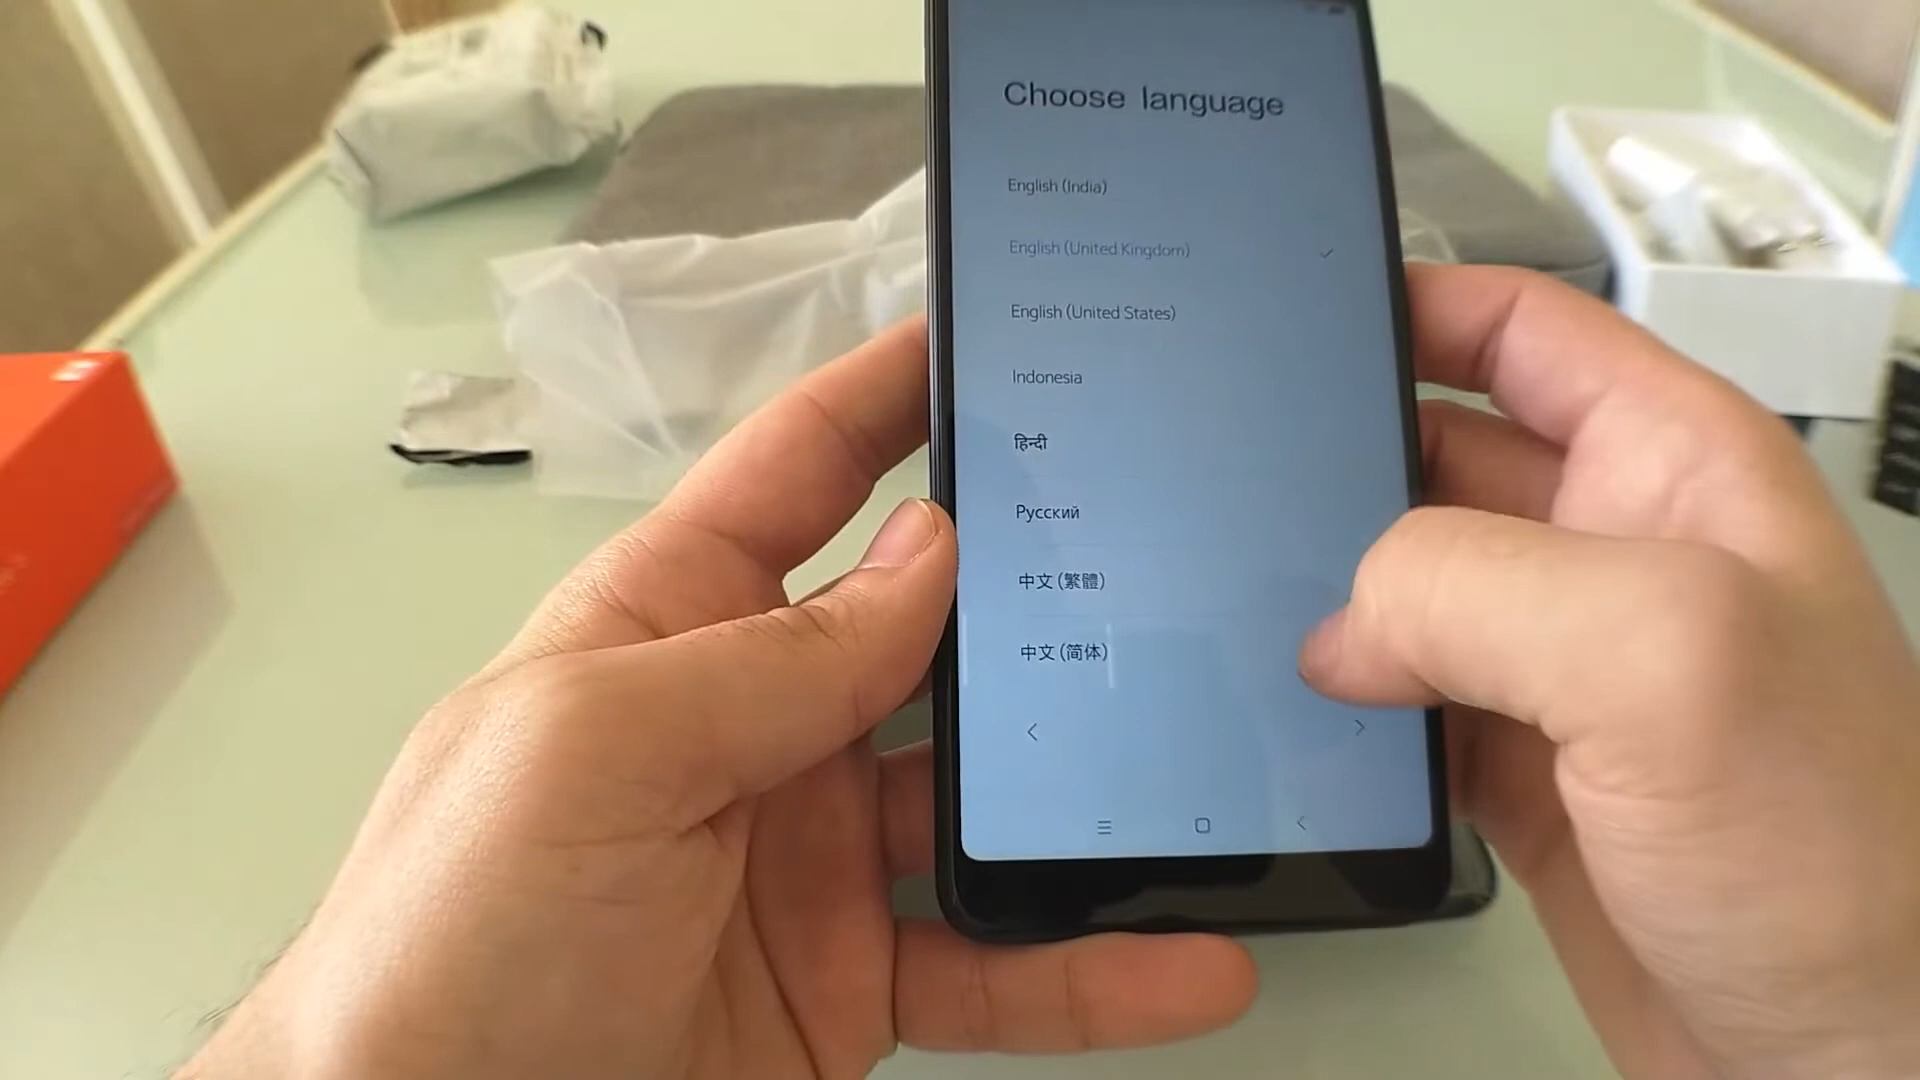 Choose language
English (India)
English (United Kingdom)
English (United States)
Indonesia
हिन्दी
Русский
中文 (繁體)
中文 (简体)